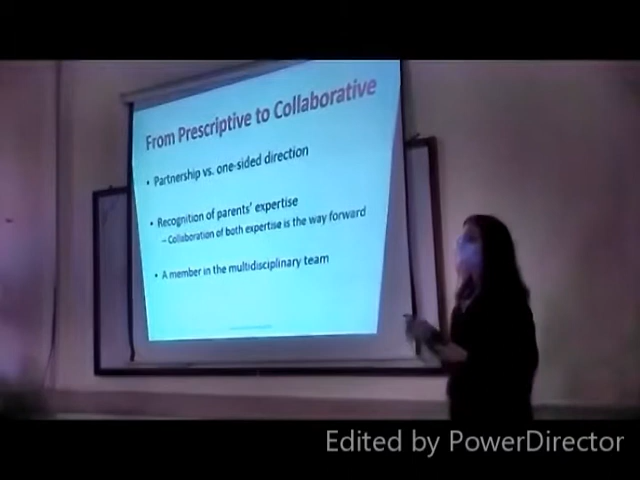 From Prescriptive to Collaborative
• Partnership vs. one-sided direction
• Recognition of parents' expertise
– Collaboration of both expertise is the way forward
• A member in the multidisciplinary team
Edited by PowerDirector